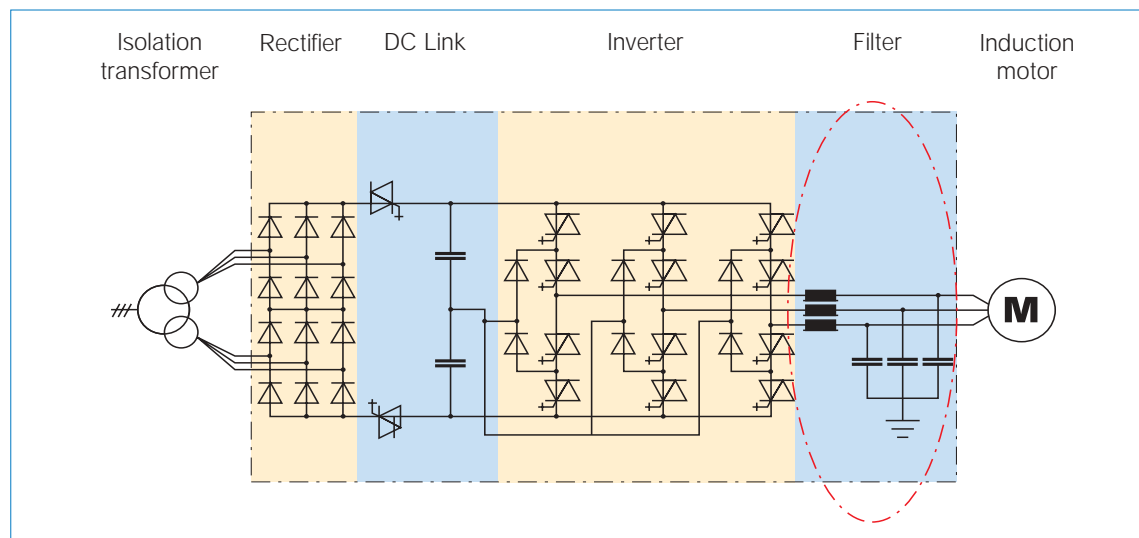 Isolation
transformer
Rectifier
DC Link
Inverter
Filter
Induction
motor
M